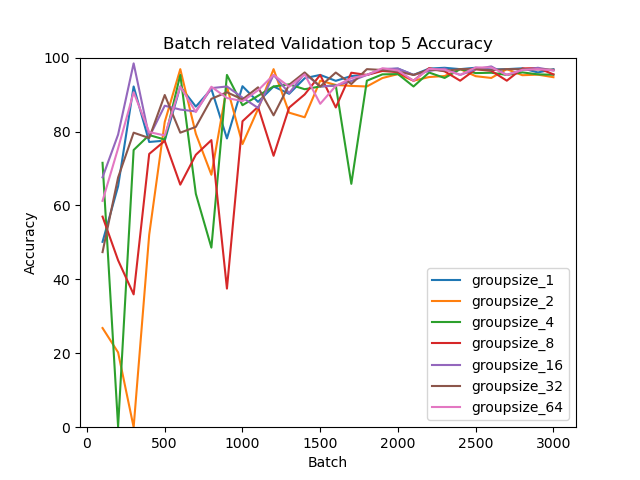 Batch related Validation top 5 Accuracy
100
80
60
40
20
0
Accuracy
0
500
1000
1500
2000
2500
3000
Batch
groupsize_1
groupsize_2
groupsize_4
groupsize_8
groupsize_16
groupsize_32
groupsize_64